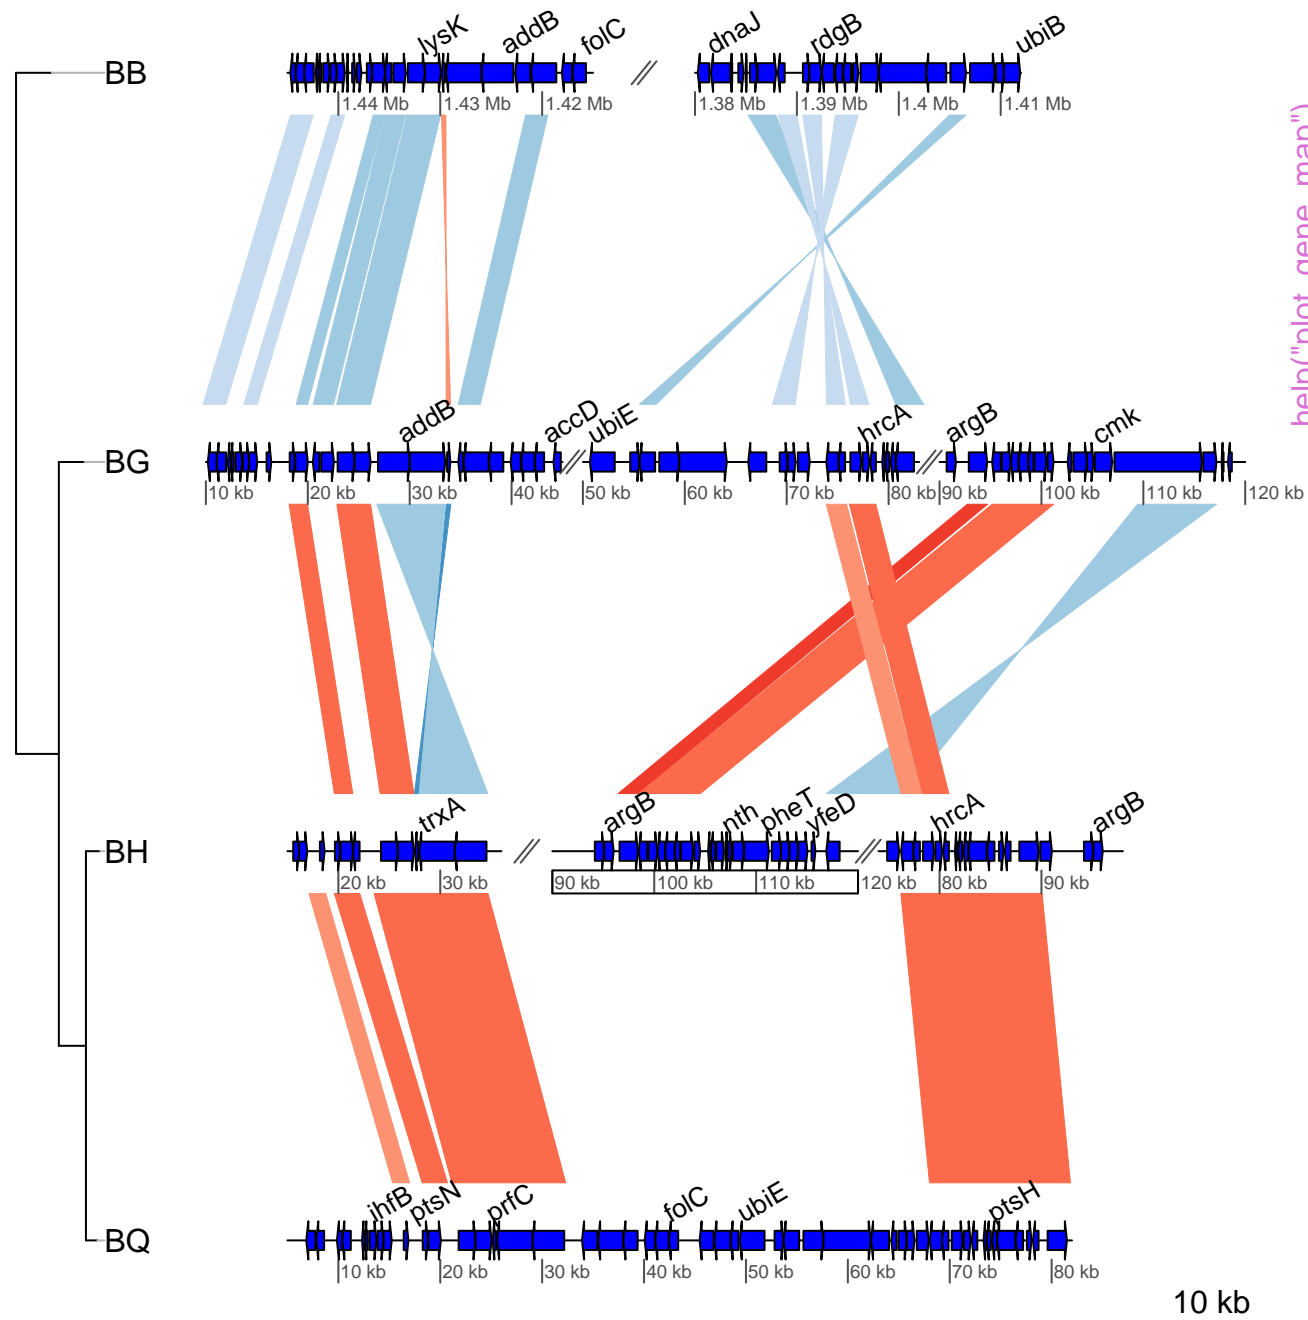 lysK addB folC dnaJ rdgB ubiB
BB
1.44 Mb 1.43 Mb 1.42 Mb 1.38 Mb 1.39 Mb 1.4 Mb 1.41 Mb
help("plot_gene_map")
addB accD ubiE hrcA argB cmk
BG
10 kb 20 kb 30 kb 40 kb 50 kb 60 kb 70 kb 80 kb 90 kb 100 kb 110 kb 120 kb
trxA argB nth pheT yfeD hrcA argB
BH
20 kb 30 kb 90 kb 100 kb 110 kb 120 kb 80 kb 90 kb
ihfB ptsN prfC folC ubiE ptsH
BQ
10 kb 20 kb 30 kb 40 kb 50 kb 60 kb 70 kb 80 kb
10 kb